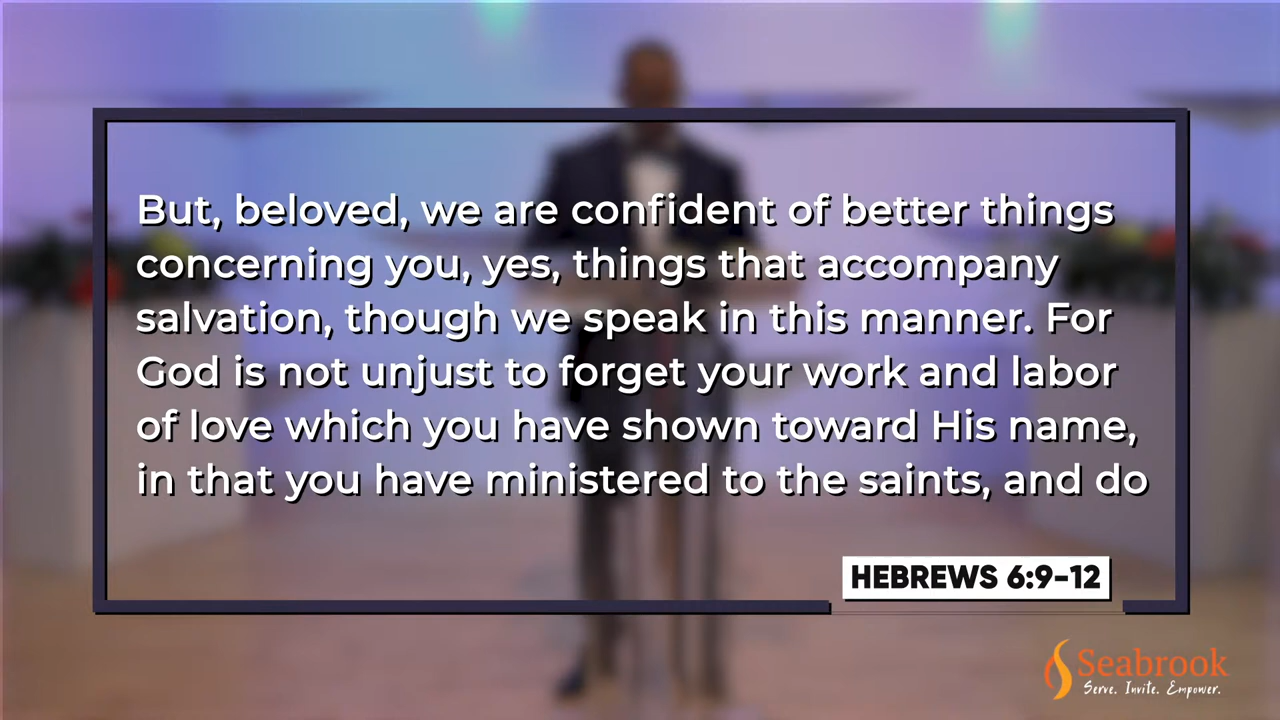 But, beloved, we are confident of better things
concerning you, yes, things that accompany
salvation, though we speak in this manner. For
God is not unjust to forget your work and labor
of love which you have shown toward His name,
in that you have ministered to the saints, and do
HEBREWS 6:9-12
Seabrook
Serve. Invite. Empower.